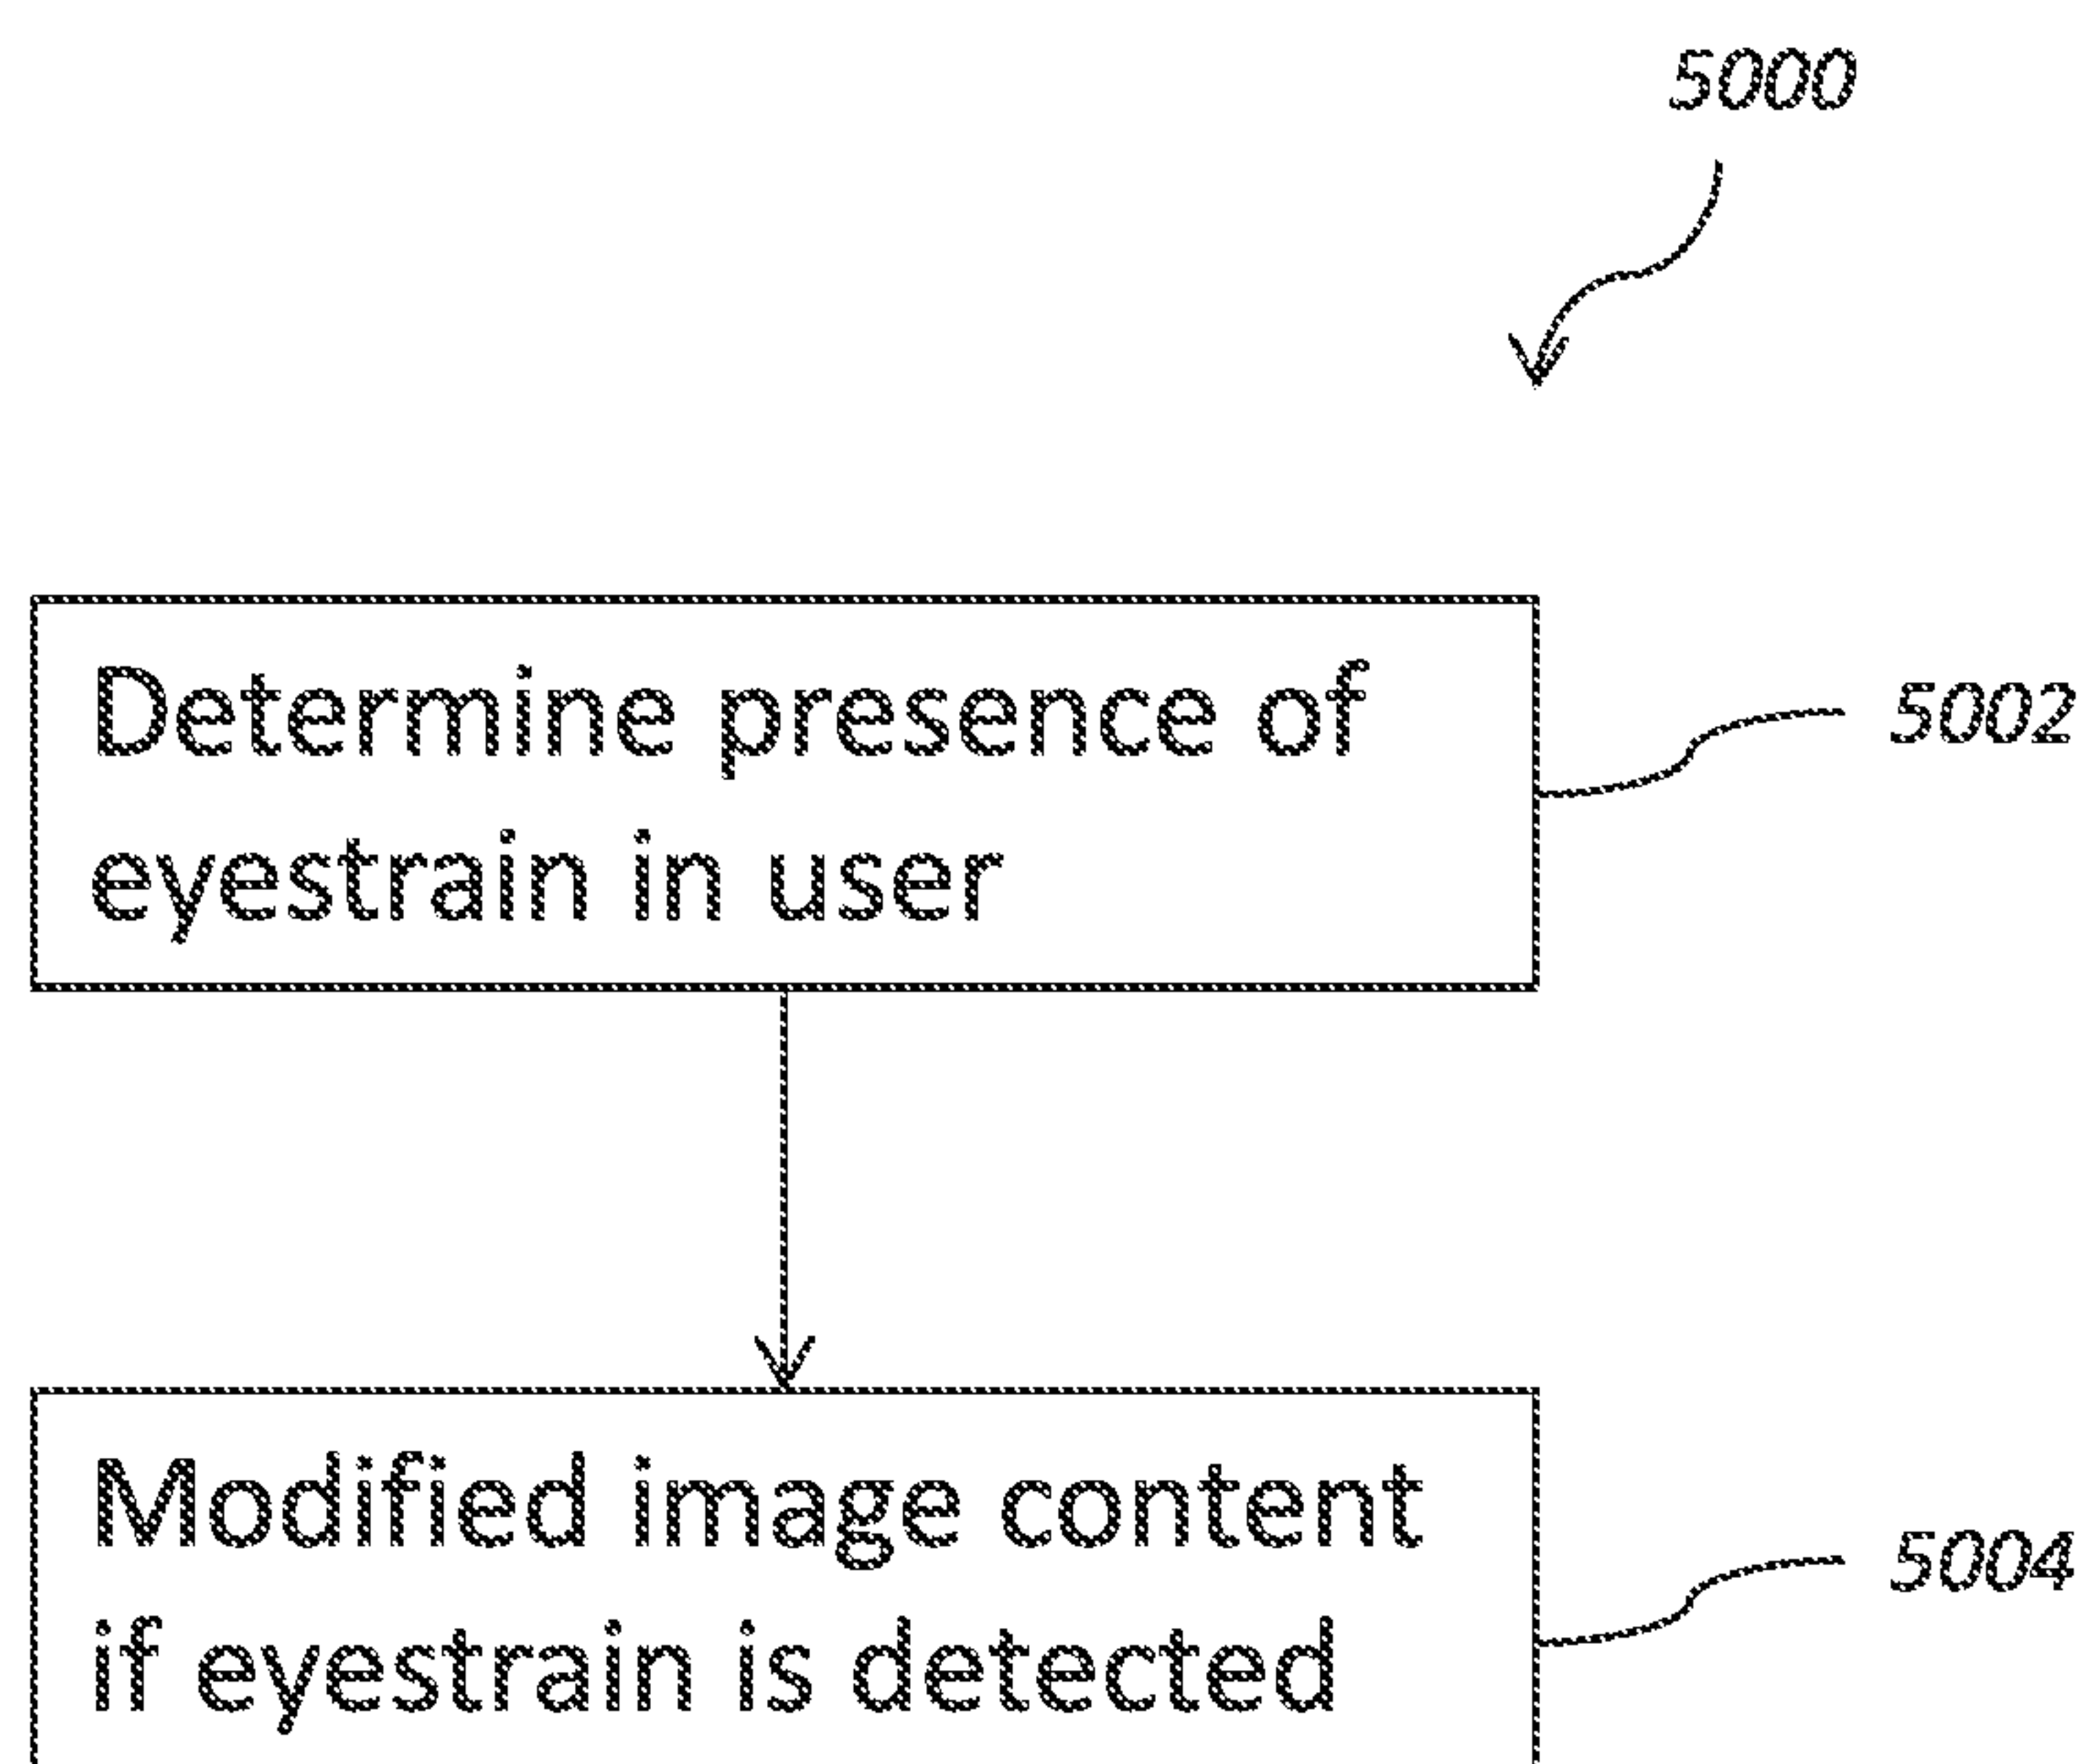 5000
Determine presence of
eyestrain in user
5002
Modified image content
if eyestrain is detected
5004